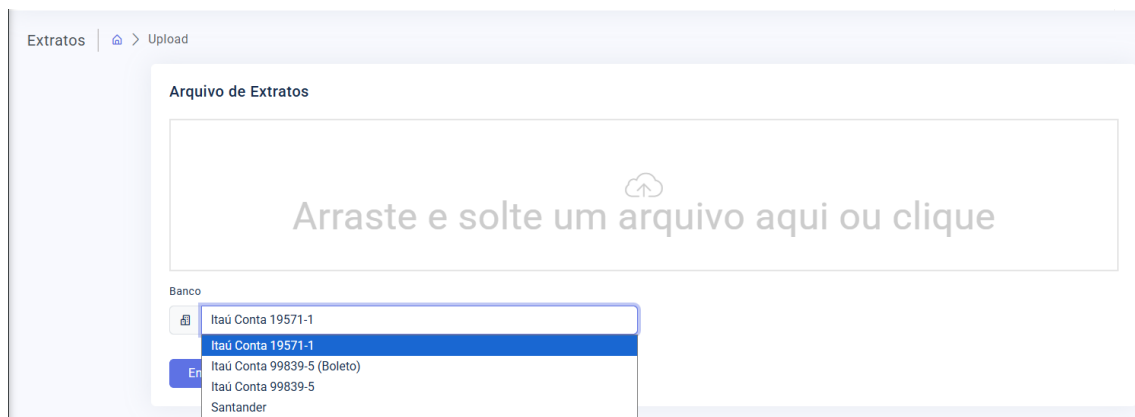 Extratos
Upload
Arquivo de Extratos
Arraste e solte um arquivo aqui ou clique
Banco
Itaú Conta 19571-1
Itaú Conta 19571-1
Itaú Conta 99839-5 (Boleto)
Itaú Conta 99839-5
Santander